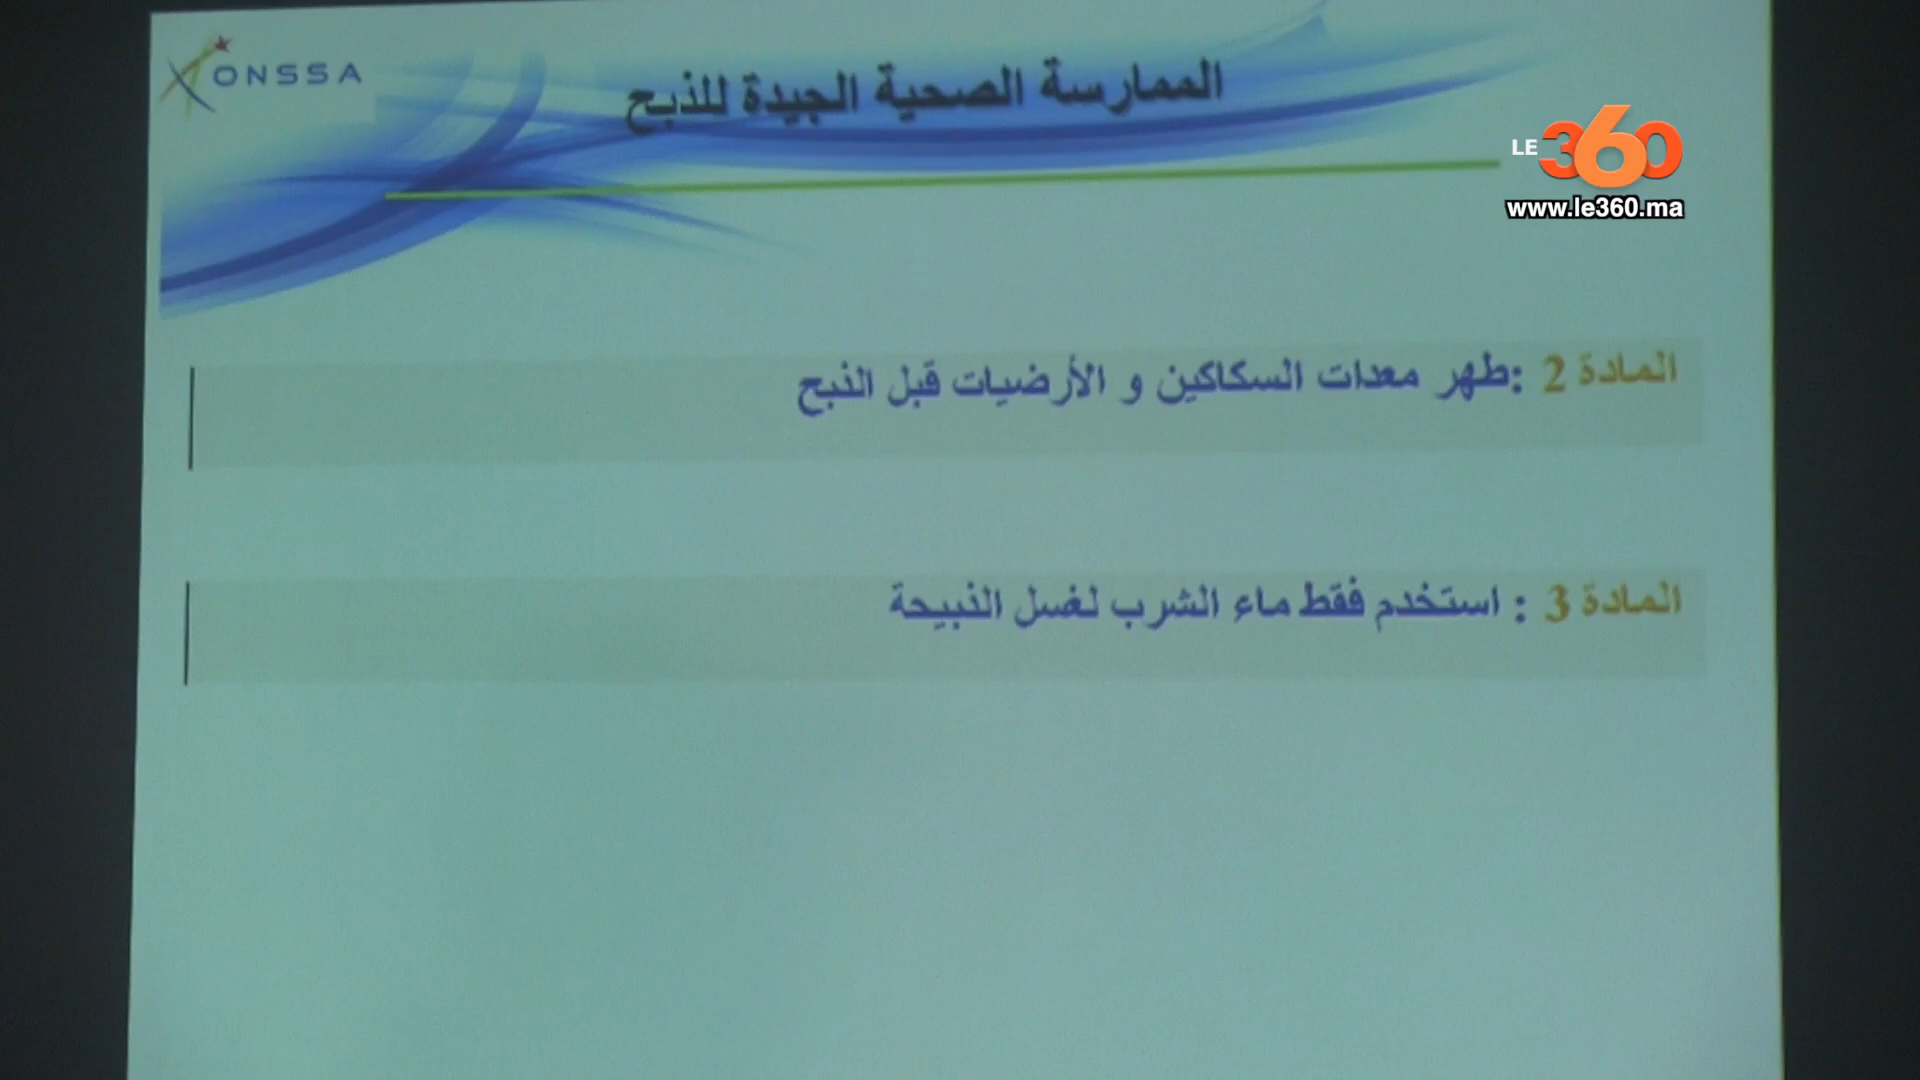 ONSSA
الممارسة الصحية الجيدة للذبح
LE 360
www.le360.ma
المادة 2 :طهر معدات السكاكين و الأرضيات قبل الذبح
المادة 3 : استخدم فقط ماء الشرب لغسل الذبيحة